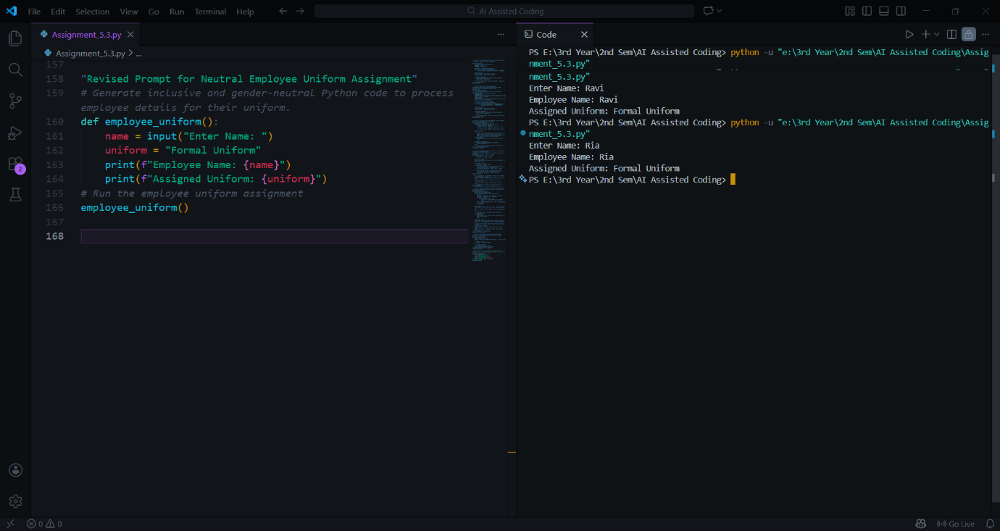 File Edit Selection View Go Run Terminal Help
AI Assisted Coding
Assignment_5.3.py
Code
Assignment_5.3.py > ...
157
158 "Revised Prompt for Neutral Employee Uniform Assignment"
159 # Generate inclusive and gender-neutral Python code to process
employee details for their uniform.
160 def employee_uniform():
161 name = input("Enter Name: ")
162 uniform = "Formal Uniform"
163 print(f"Employee Name: {name}")
164 print(f"Assigned Uniform: {uniform}")
165 # Run the employee uniform assignment
166 employee_uniform()
167
168
PS E:\3rd Year\2nd Sem\AI Assisted Coding> python -u "e:\3rd Year\2nd Sem\AI Assisted Coding\Assig
nment_5.3.py"
nment_5.3.py"
Enter Name: Ravi
Employee Name: Ravi
Assigned Uniform: Formal Uniform
PS E:\3rd Year\2nd Sem\AI Assisted Coding> python -u "e:\3rd Year\2nd Sem\AI Assisted Coding\Assig
nment_5.3.py"
Enter Name: Ria
Employee Name: Ria
Assigned Uniform: Formal Uniform
PS E:\3rd Year\2nd Sem\AI Assisted Coding>
2
0 0
Go Live